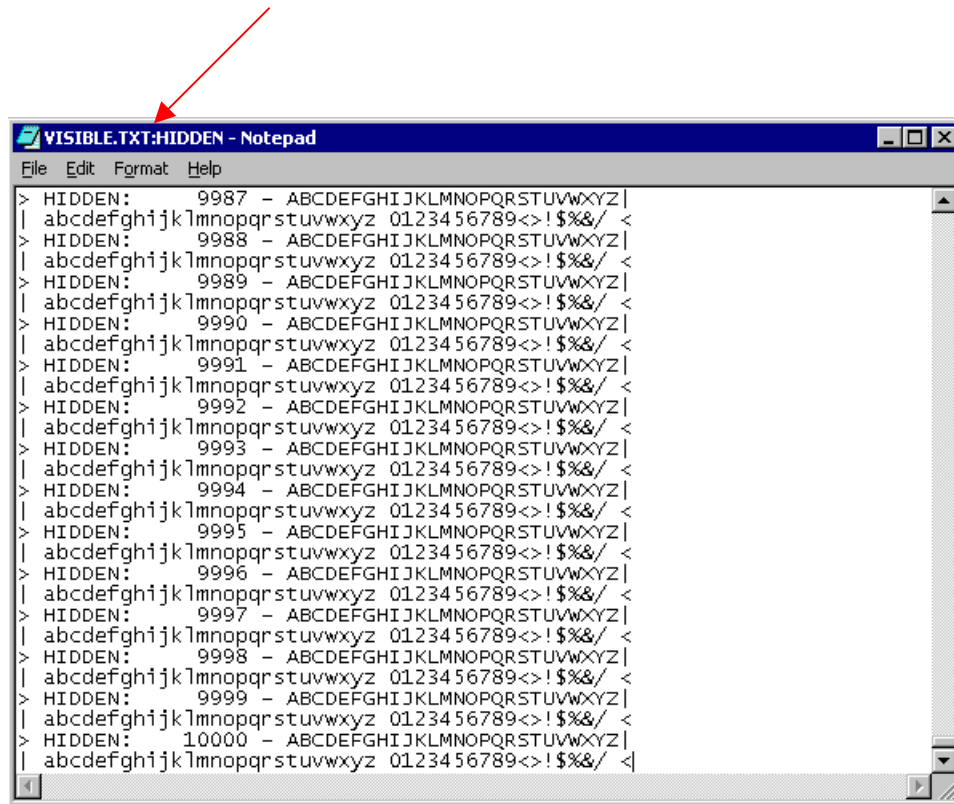 VISIBLE.TXT:HIDDEN - Notepad
File Edit Format Help
> HIDDEN: 9987 - ABCDEFGHIJKLMNOPQRSTUVWXYZ|
| abcdefghijklmnopqrstuvwxyz 0123456789<>!$%&/ <
> HIDDEN: 9988 - ABCDEFGHIJKLMNOPQRSTUVWXYZ|
| abcdefghijklmnopqrstuvwxyz 0123456789<>!$%&/ <
> HIDDEN: 9989 - ABCDEFGHIJKLMNOPQRSTUVWXYZ|
| abcdefghijklmnopqrstuvwxyz 0123456789<>!$%&/ <
> HIDDEN: 9990 - ABCDEFGHIJKLMNOPQRSTUVWXYZ|
| abcdefghijklmnopqrstuvwxyz 0123456789<>!$%&/ <
> HIDDEN: 9991 - ABCDEFGHIJKLMNOPQRSTUVWXYZ|
| abcdefghijklmnopqrstuvwxyz 0123456789<>!$%&/ <
> HIDDEN: 9992 - ABCDEFGHIJKLMNOPQRSTUVWXYZ|
| abcdefghijklmnopqrstuvwxyz 0123456789<>!$%&/ <
> HIDDEN: 9993 - ABCDEFGHIJKLMNOPQRSTUVWXYZ|
| abcdefghijklmnopqrstuvwxyz 0123456789<>!$%&/ <
> HIDDEN: 9994 - ABCDEFGHIJKLMNOPQRSTUVWXYZ|
| abcdefghijklmnopqrstuvwxyz 0123456789<>!$%&/ <
> HIDDEN: 9995 - ABCDEFGHIJKLMNOPQRSTUVWXYZ|
| abcdefghijklmnopqrstuvwxyz 0123456789<>!$%&/ <
> HIDDEN: 9996 - ABCDEFGHIJKLMNOPQRSTUVWXYZ|
| abcdefghijklmnopqrstuvwxyz 0123456789<>!$%&/ <
> HIDDEN: 9997 - ABCDEFGHIJKLMNOPQRSTUVWXYZ|
| abcdefghijklmnopqrstuvwxyz 0123456789<>!$%&/ <
> HIDDEN: 9998 - ABCDEFGHIJKLMNOPQRSTUVWXYZ|
| abcdefghijklmnopqrstuvwxyz 0123456789<>!$%&/ <
> HIDDEN: 9999 - ABCDEFGHIJKLMNOPQRSTUVWXYZ|
| abcdefghijklmnopqrstuvwxyz 0123456789<>!$%&/ <
> HIDDEN: 10000 - ABCDEFGHIJKLMNOPQRSTUVWXYZ|
| abcdefghijklmnopqrstuvwxyz 0123456789<>!$%&/ <